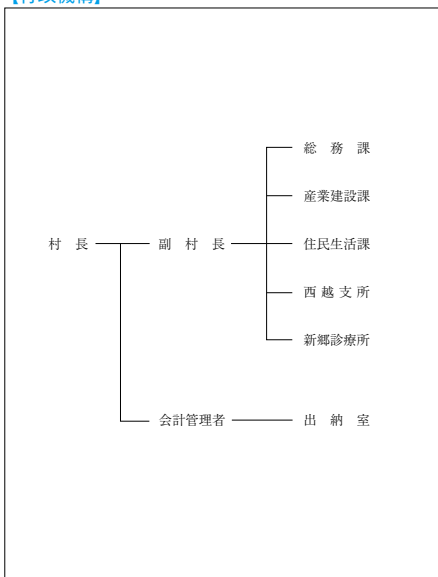 【行政機構】
総務課
産業建設課
村長
副村長
住民生活課
西越支所
新郷診療所
会計管理者
出納室